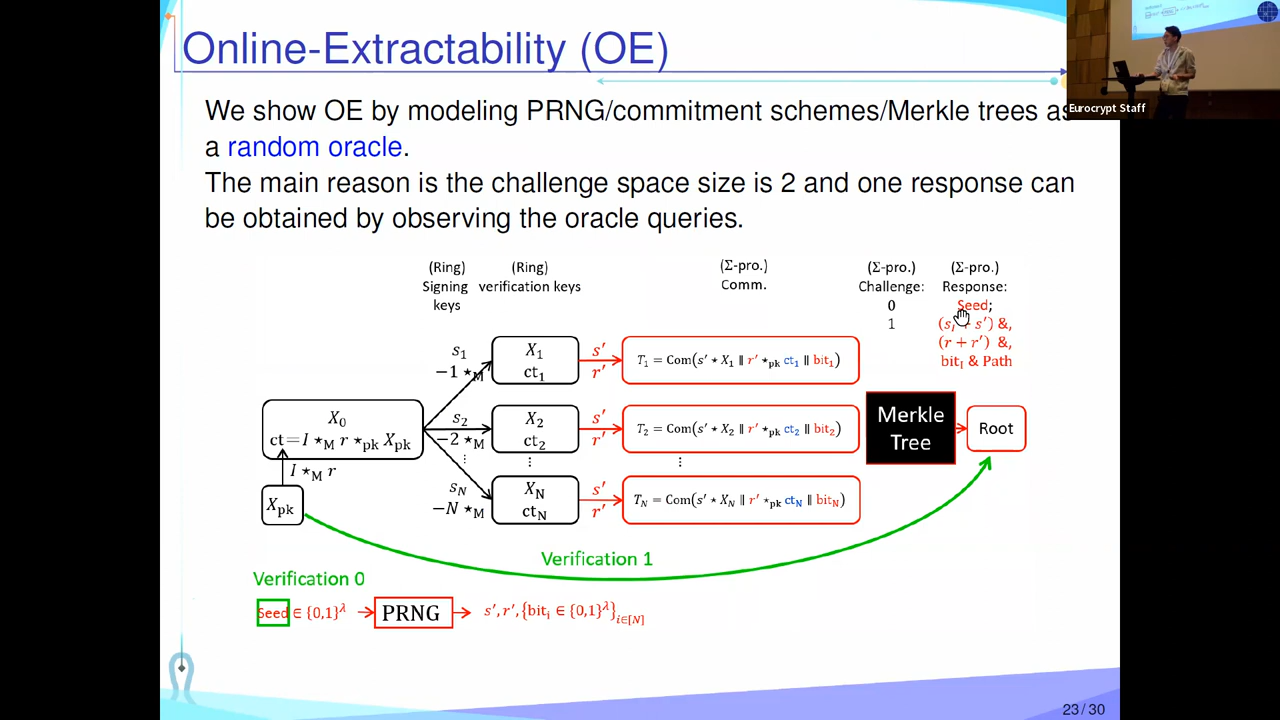 Online-Extractability (OE)
Eurocrypt Staff
We show OE by modeling PRNG/commitment schemes/Merkle trees as
a random oracle.
The main reason is the challenge space size is 2 and one response can
be obtained by observing the oracle queries.
(Ring)
Signing
keys
(Ring)
verification keys
(Σ-pro.)
Comm.
(Σ-pro.)
Challenge:
0
1
(Σ-pro.)
Response:
Seed;
(s_I + s′) &,
(r + r′) &,
bit_I & Path
s_1
−1 ⋆_M
X_1
ct_1
s′
r′
T_1 = Com(s′ ⋆ X_1 ∥ r′ ⋆_pk ct_1 ∥ bit_1)
X_0
ct=I ⋆_M r ⋆_pk X_pk
s_2
−2 ⋆_M
⋮
X_2
ct_2
⋮
s′
r′
T_2 = Com(s′ ⋆ X_2 ∥ r′ ⋆_pk ct_2 ∥ bit_2)
⋮
Merkle
Tree
Root
I ⋆_M r
X_pk
s_N
−N ⋆_M
X_N
ct_N
s′
r′
T_N = Com(s′ ⋆ X_N ∥ r′ ⋆_pk ct_N ∥ bit_N)
Verification 1
Verification 0
Seed ∈ {0,1}^λ
PRNG
s′, r′, {bit_i ∈ {0,1}^λ}_{i∈[N]}
23 / 30